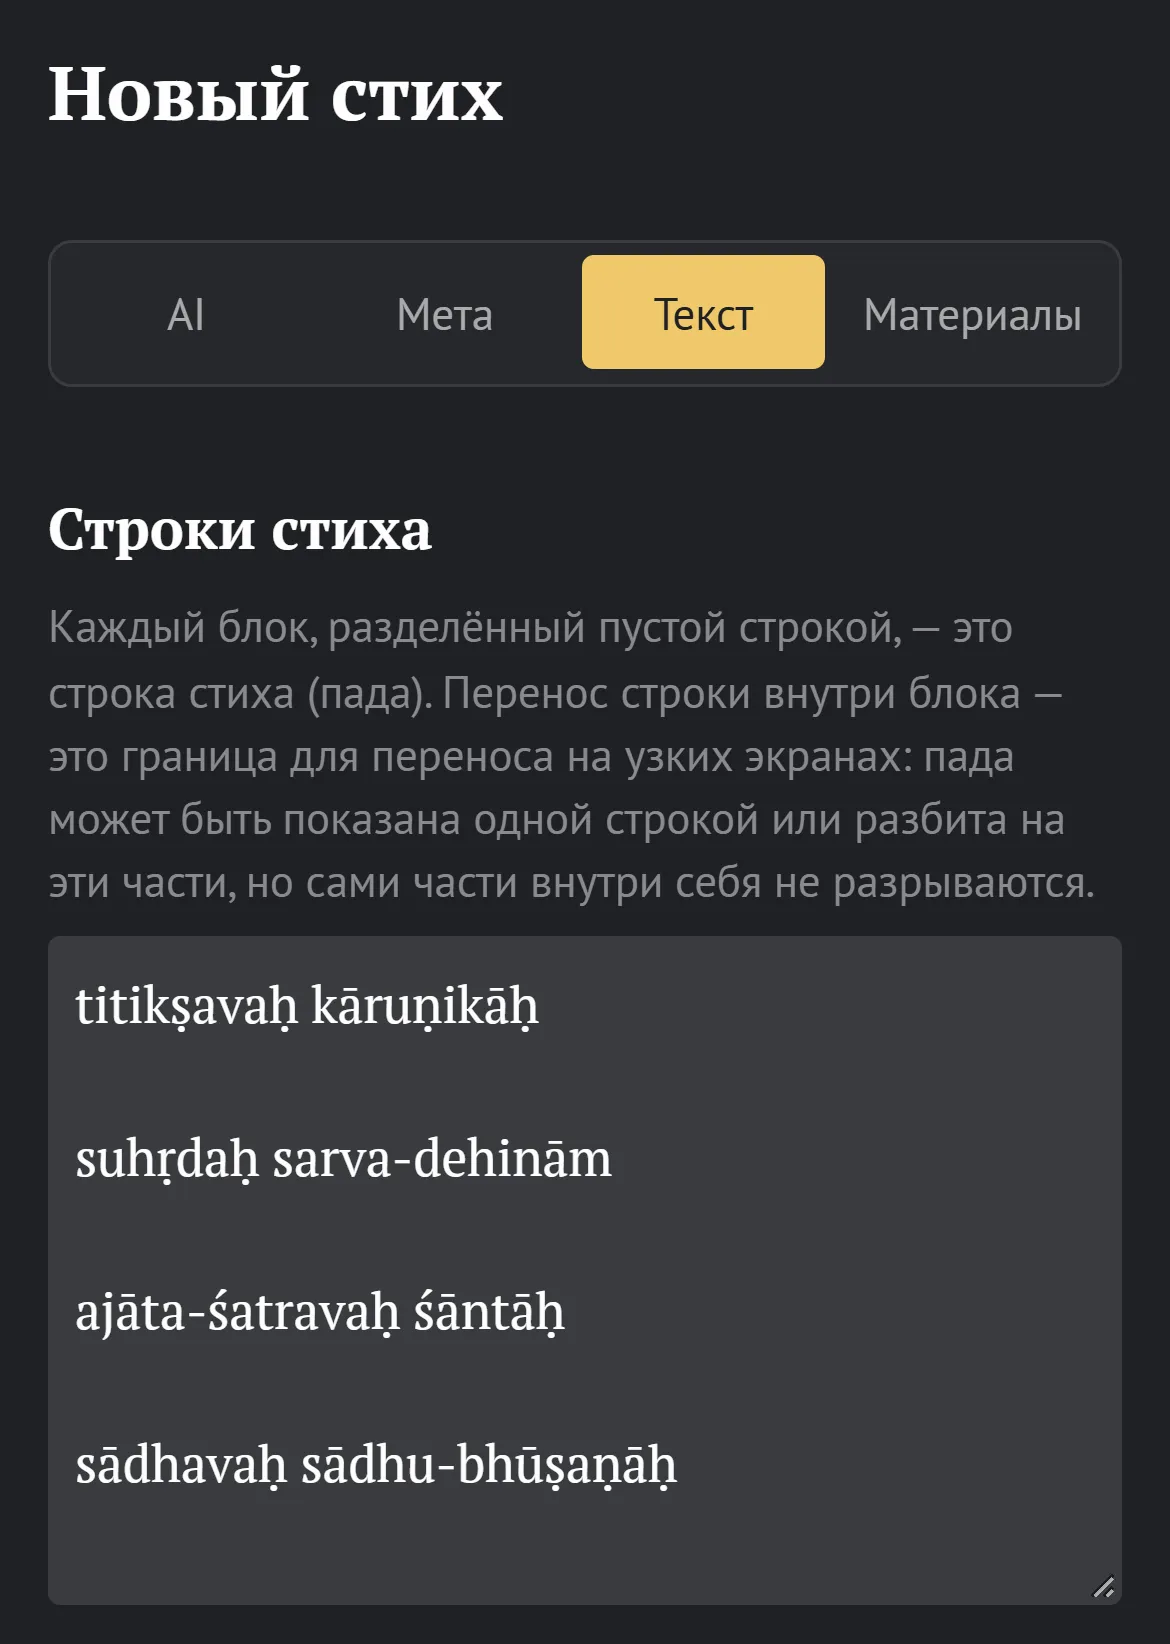 Новый стих
AI Мета Текст Материалы
Строки стиха
Каждый блок, разделённый пустой строкой, — это
строка стиха (пада). Перенос строки внутри блока —
это граница для переноса на узких экранах: пада
может быть показана одной строкой или разбита на
эти части, но сами части внутри себя не разрываются.
titikṣavaḥ kāruṇikāḥ
suhṛdaḥ sarva-dehinām
ajāta-śatravaḥ śāntāḥ
sādhavaḥ sādhu-bhūṣaṇāḥ